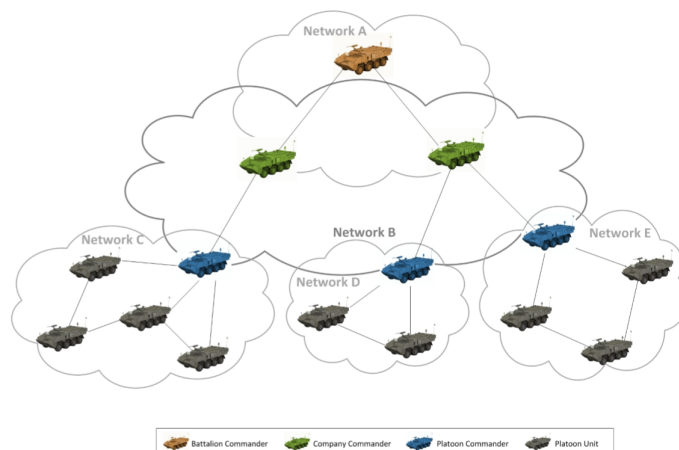 Network A
Network B
Network C
Network E
Network D
Battalion Commander
Company Commander
Platoon Commander
Platoon Unit